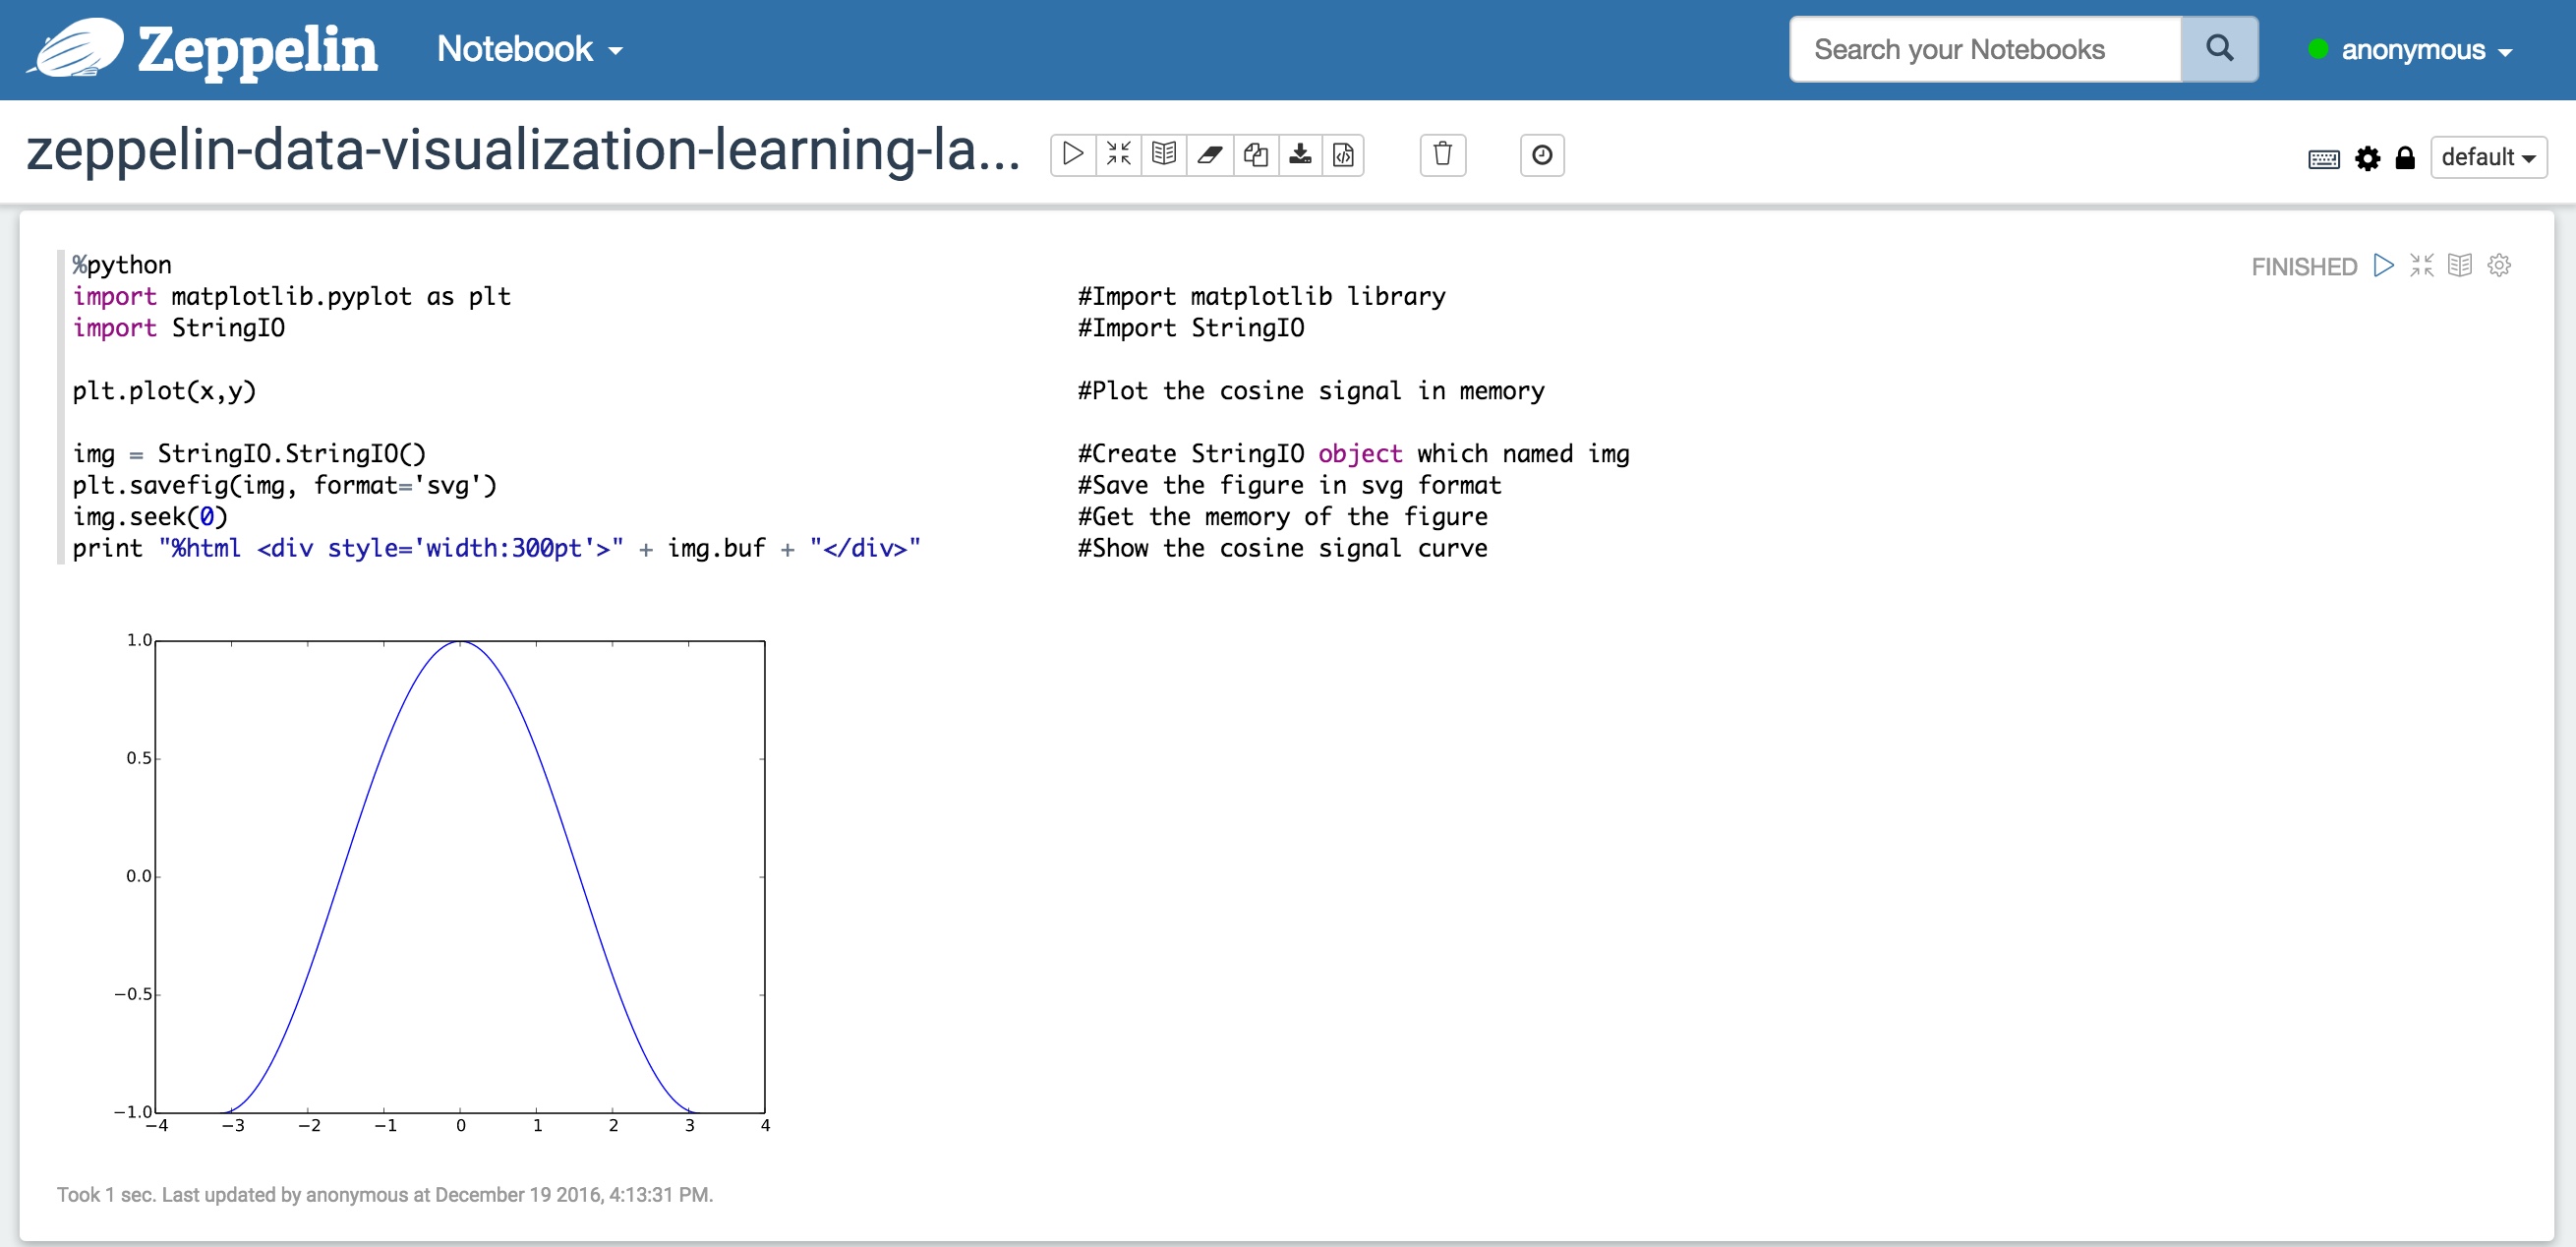 Zeppelin Notebook Search your Notebooks anonymous
zeppelin-data-visualization-learning-la... default
FINISHED
%python
import matplotlib.pyplot as plt #Import matplotlib library
import StringIO #Import StringIO
plt.plot(x,y) #Plot the cosine signal in memory
img = StringIO.StringIO() #Create StringIO object which named img
plt.savefig(img, format='svg') #Save the figure in svg format
img.seek(0) #Get the memory of the figure
print "%html <div style='width:300pt'>" + img.buf + "</div>" #Show the cosine signal curve
1.0
0.5
0.0
−0.5
−1.0
−4 −3 −2 −1 0 1 2 3 4
Took 1 sec. Last updated by anonymous at December 19 2016, 4:13:31 PM.